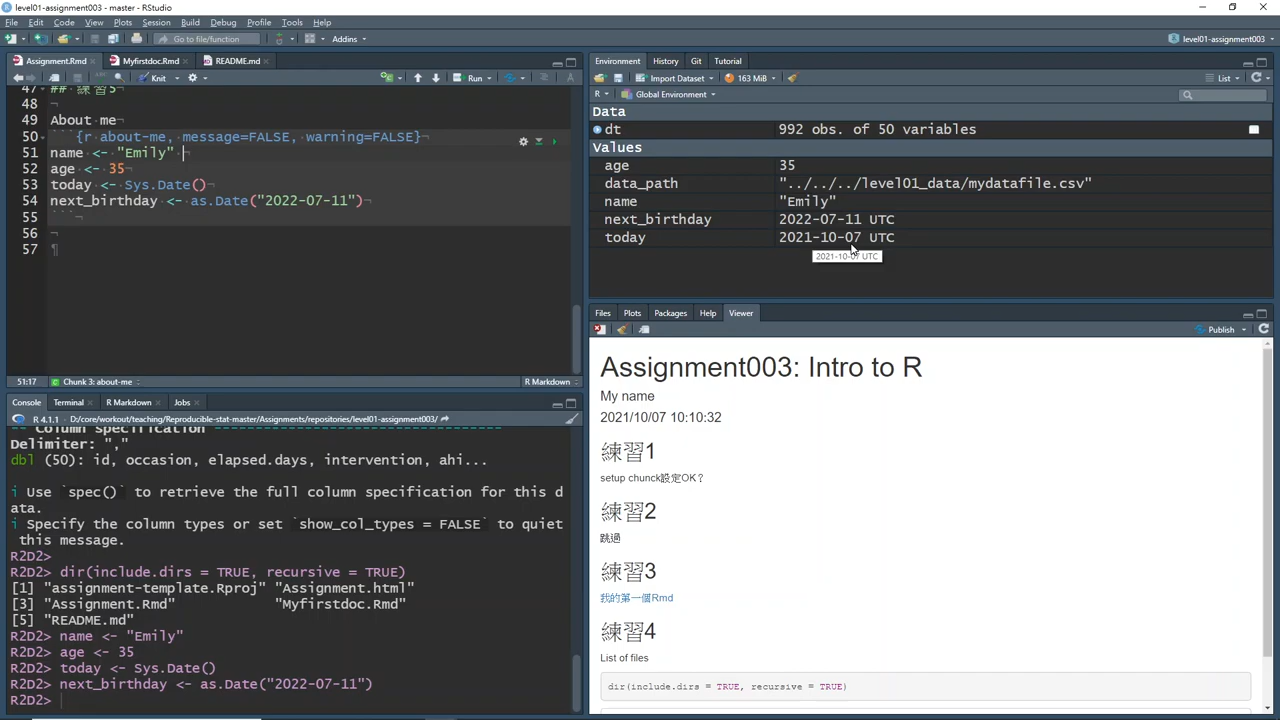 level01-assignment003 - master - RStudio
File Edit Code View Plots Session Build Debug Profile Tools Help
Go to file/function
Addins
level01-assignment003
Assignment.Rmd
Myfirstdoc.Rmd
README.md
Knit
Run
47 ## 練習5
48
49 About me
50 ```{r about-me, message=FALSE, warning=FALSE}
51 name <- "Emily"
52 age <- 35
53 today <- Sys.Date()
54 next_birthday <- as.Date("2022-07-11")
55 ```
56
57
51:17
Chunk 3: about-me
R Markdown
Console
Terminal
R Markdown
Jobs
R 4.1.1 · D:/core/workout/teaching/Reproducible-stat-master/Assignments/repositories/level01-assignment003/
-- Column specification --------------------------------
Delimiter: ","
dbl (50): id, occasion, elapsed.days, intervention, ahi...
i Use `spec()` to retrieve the full column specification for this d
ata.
i Specify the column types or set `show_col_types = FALSE` to quiet
this message.
R2D2>
R2D2> dir(include.dirs = TRUE, recursive = TRUE)
[1] "assignment-template.Rproj" "Assignment.html"
[3] "Assignment.Rmd" "Myfirstdoc.Rmd"
[5] "README.md"
R2D2> name <- "Emily"
R2D2> age <- 35
R2D2> today <- Sys.Date()
R2D2> next_birthday <- as.Date("2022-07-11")
R2D2>
Environment
History
Git
Tutorial
Import Dataset
163 MiB
List
R
Global Environment
Data
dt 992 obs. of 50 variables
Values
age 35
data_path "../../../level01_data/mydatafile.csv"
name "Emily"
next_birthday 2022-07-11 UTC
today 2021-10-07 UTC
2021-10-07 UTC
Files
Plots
Packages
Help
Viewer
Publish
Assignment003: Intro to R
My name
2021/10/07 10:10:32
練習1
setup chunck設定OK？
練習2
跳過
練習3
我的第一個Rmd
練習4
List of files
dir(include.dirs = TRUE, recursive = TRUE)